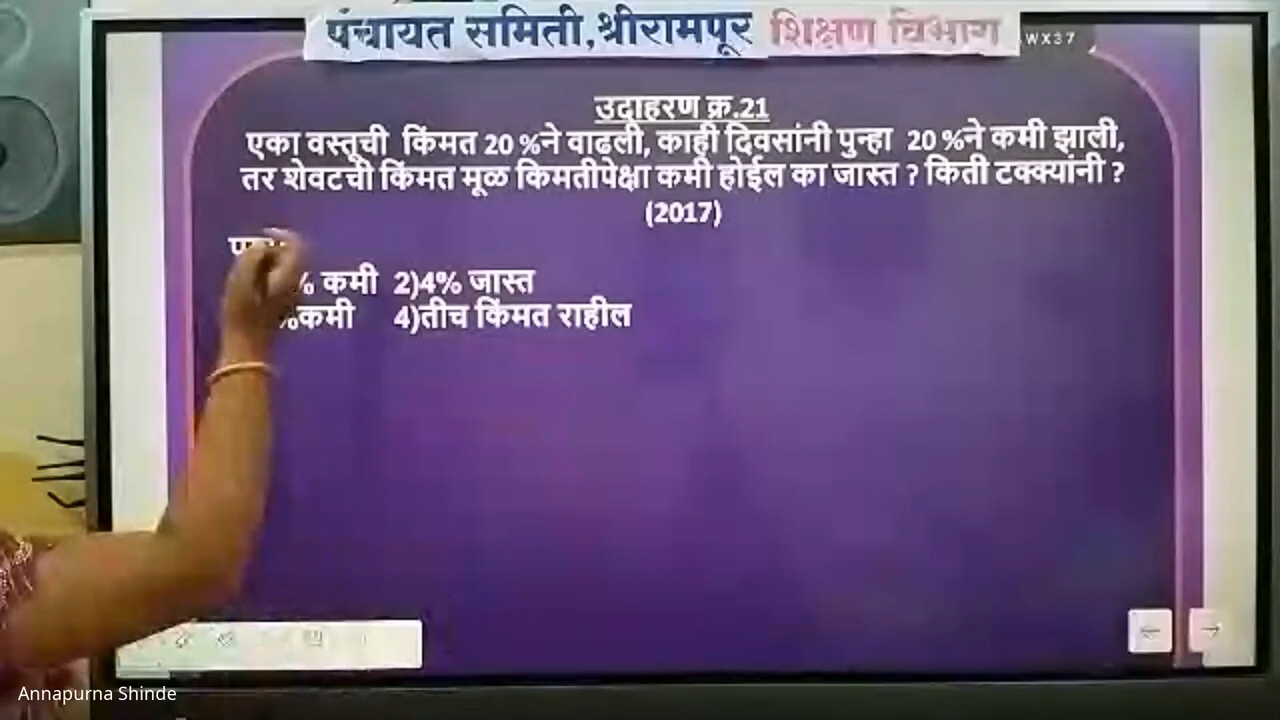 पंचायत समिती,श्रीरामपूर शिक्षण विभाग
WX37
उदाहरण क्र.21
एका वस्तूची किंमत 20 %ने वाढली, काही दिवसांनी पुन्हा 20 %ने कमी झाली,
तर शेवटची किंमत मूळ किमतीपेक्षा कमी होईल का जास्त ? किती टक्क्यांनी ?
(2017)
% कमी 2)4% जास्त
%कमी 4)तीच किंमत राहील
Annapurna Shinde